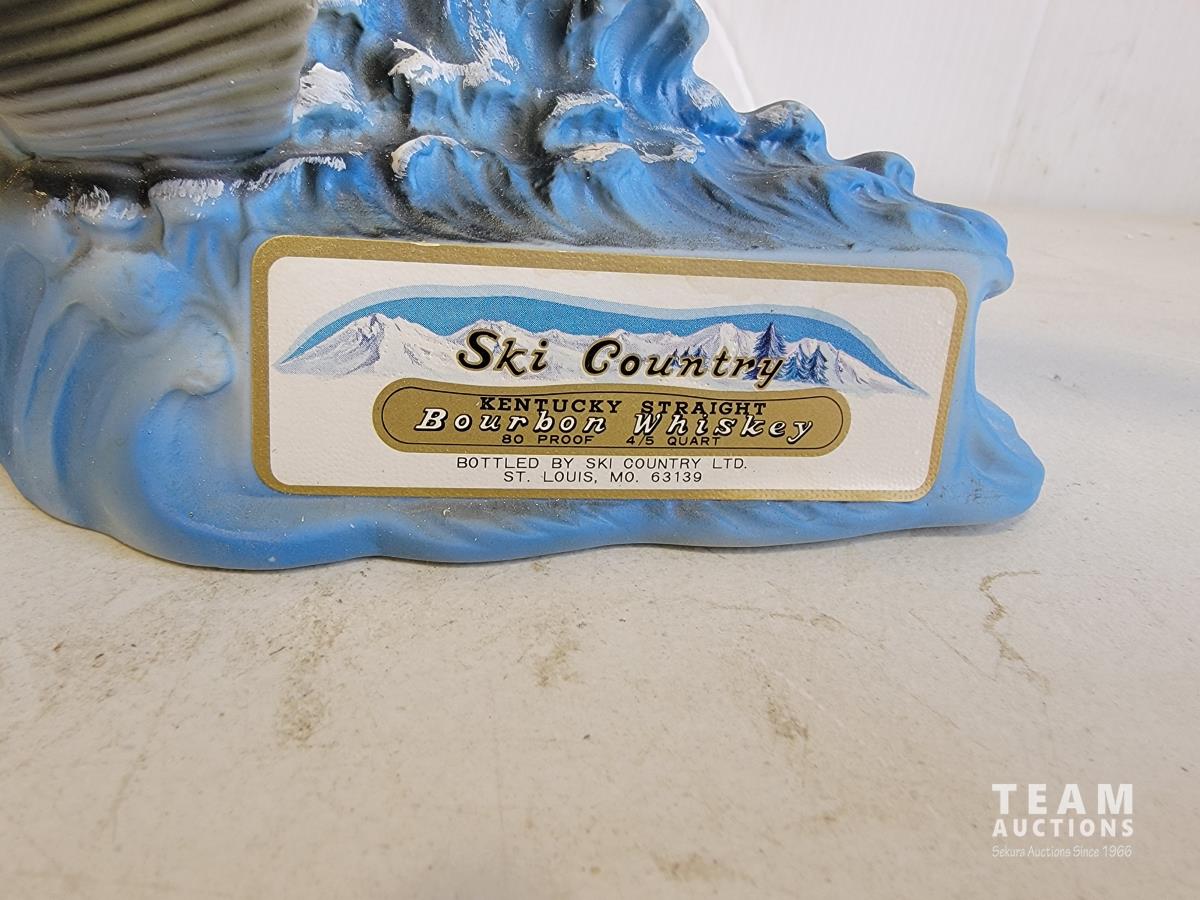 Ski Country
KENTUCKY STRAIGHT
Bourbon Whiskey
80 PROOF 4/5 QUART
BOTTLED BY SKI COUNTRY LTD.
ST. LOUIS, MO. 63139
TEAM
AUCTIONS
Sekura Auctions Since 1966